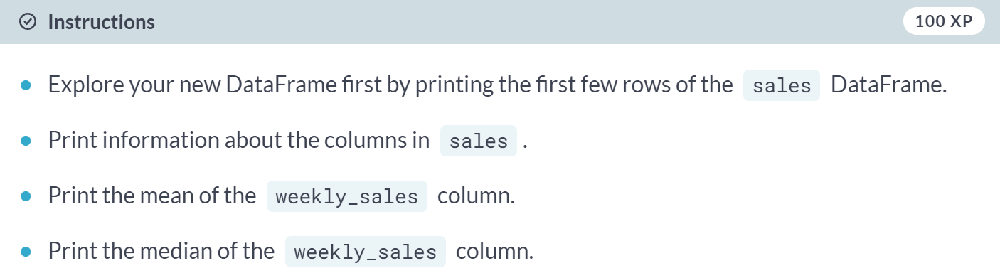 Instructions 100 XP
Explore your new DataFrame first by printing the first few rows of the sales DataFrame.
Print information about the columns in sales .
Print the mean of the weekly_sales column.
Print the median of the weekly_sales column.